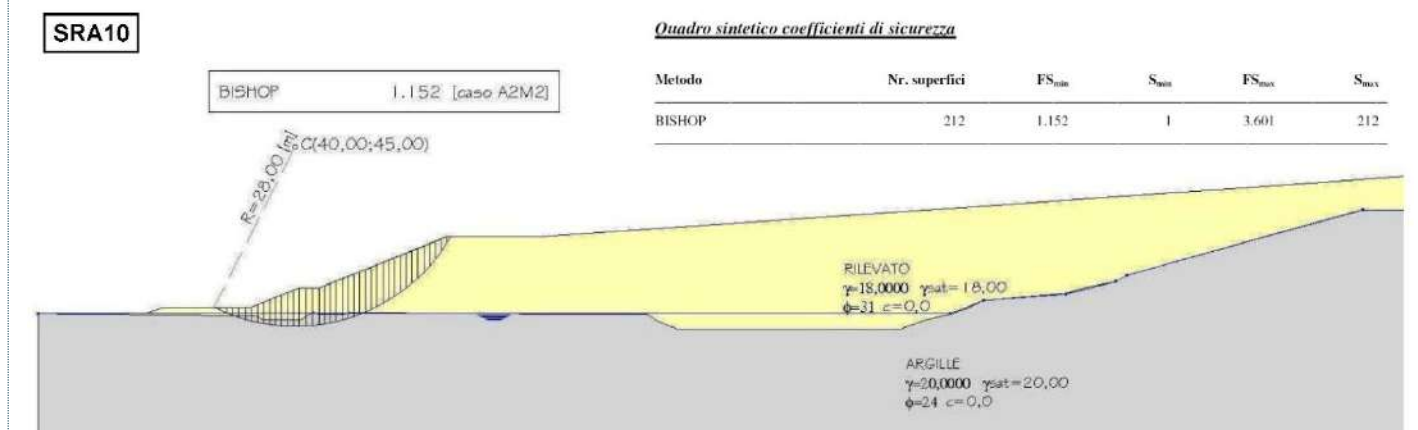 SRA10
Quadro sintetico coefficienti di sicurezza
Metodo Nr. superfici FSmin Smin FSmax Smax
BISHOP 212 1.152 1 3.601 212
BISHOP 1.152 [caso A2M2]
C(40,00;45,00)
R=28,00 [m]
RILEVATO
γ=18,0000 γsat=18,00
ϕ=31 c=0,0
ARGILLE
γ=20,0000 γsat=20,00
ϕ=24 c=0,0